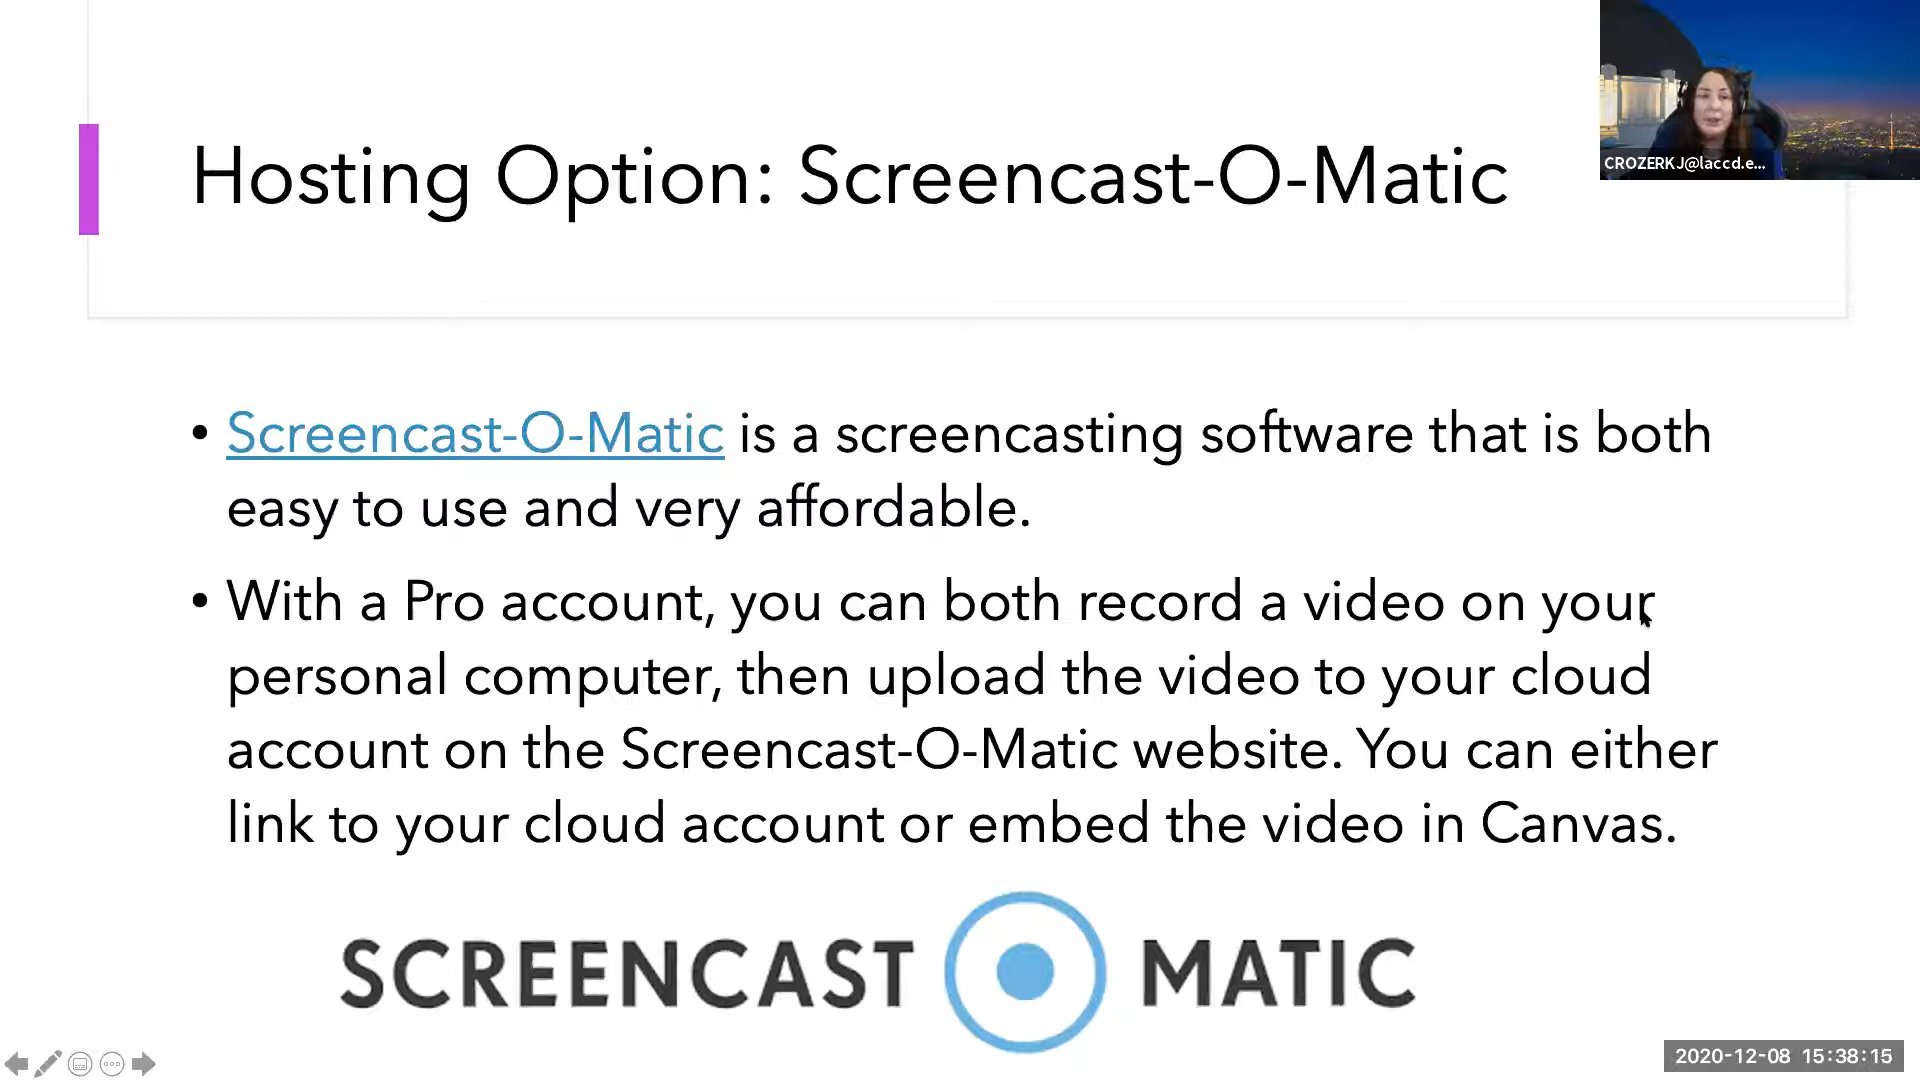 CROZERKJ@laccd.e...
Hosting Option: Screencast-O-Matic
• Screencast-O-Matic is a screencasting software that is both
easy to use and very affordable.
• With a Pro account, you can both record a video on your
personal computer, then upload the video to your cloud
account on the Screencast-O-Matic website. You can either
link to your cloud account or embed the video in Canvas.
SCREENCAST O MATIC
2020-12-08 15:38:15